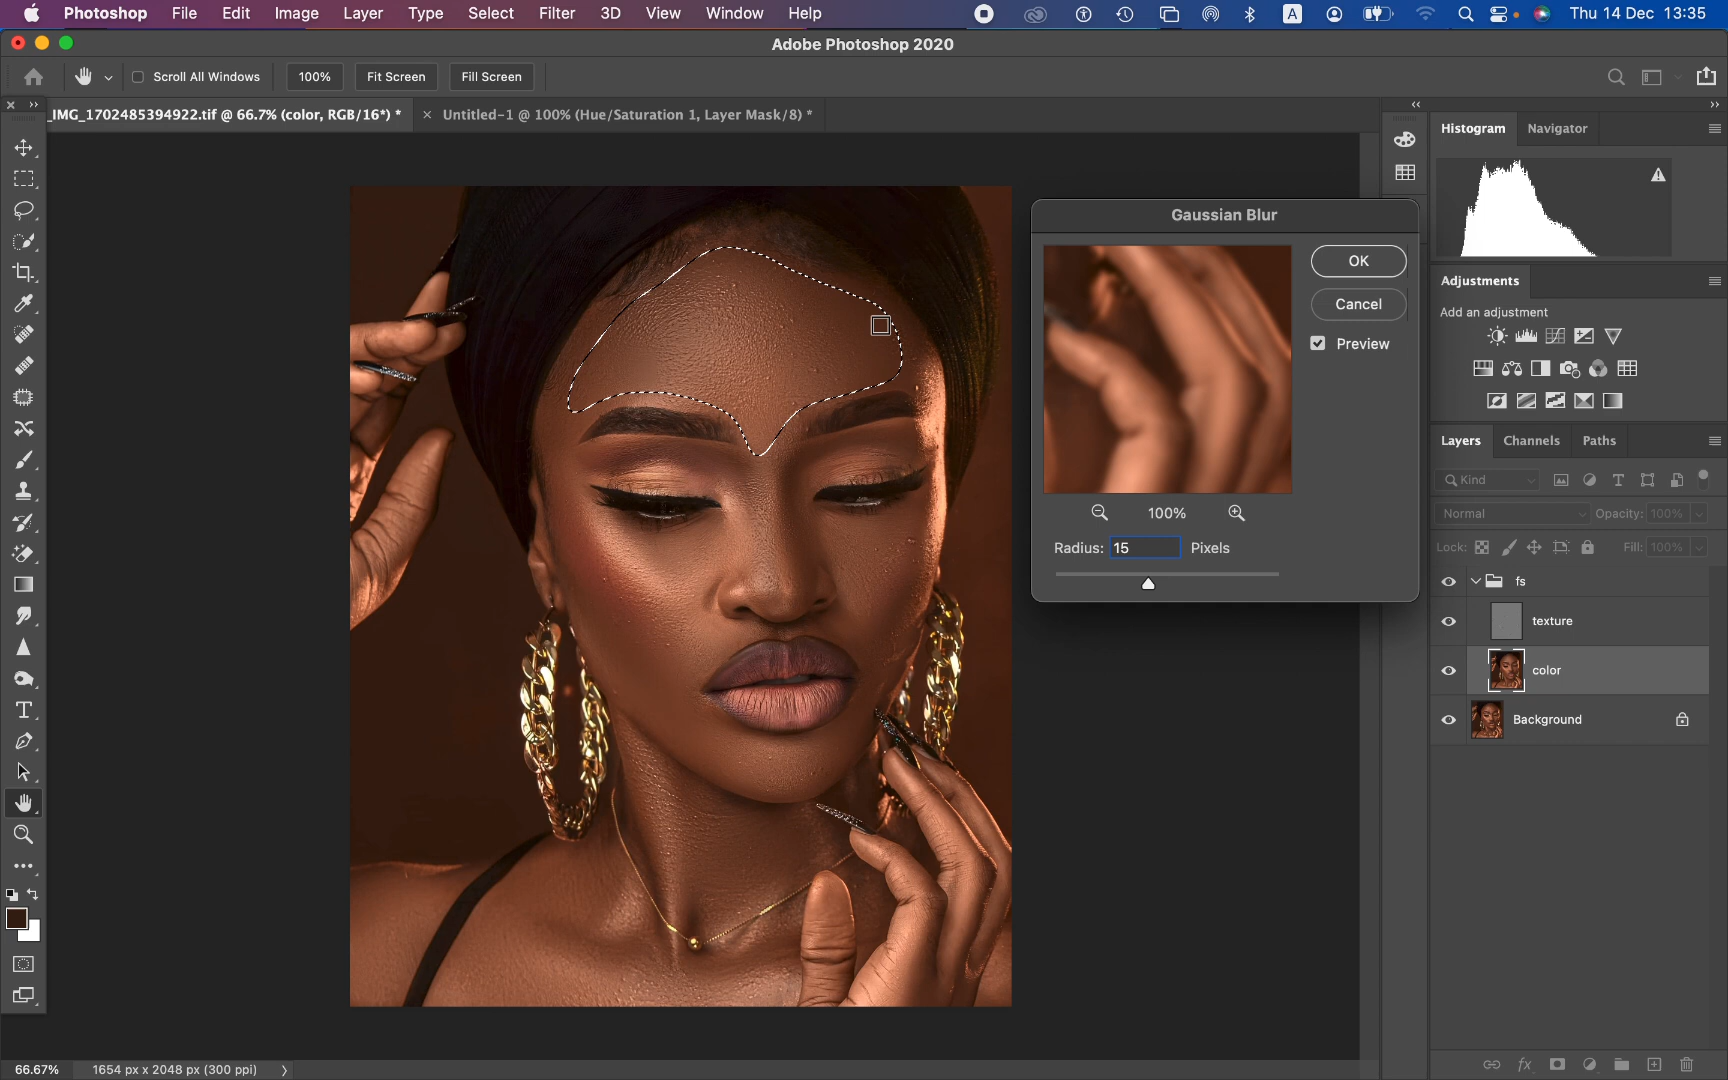 Photoshop File Edit Image Layer Type Select Filter 3D View Window Help A Thu 14 Dec 13:35
Adobe Photoshop 2020
Scroll All Windows 100% Fit Screen Fill Screen
_IMG_1702485394922.tif @ 66.7% (color, RGB/16*) * × Untitled-1 @ 100% (Hue/Saturation 1, Layer Mask/8) *
Histogram Navigator
Gaussian Blur
OK
Cancel
Preview
100%
Radius: 15 Pixels
Adjustments
Add an adjustment
Layers Channels Paths
Kind
Normal Opacity: 100%
Lock: Fill: 100%
fs
texture
color
Background
66.67% 1654 px x 2048 px (300 ppi)